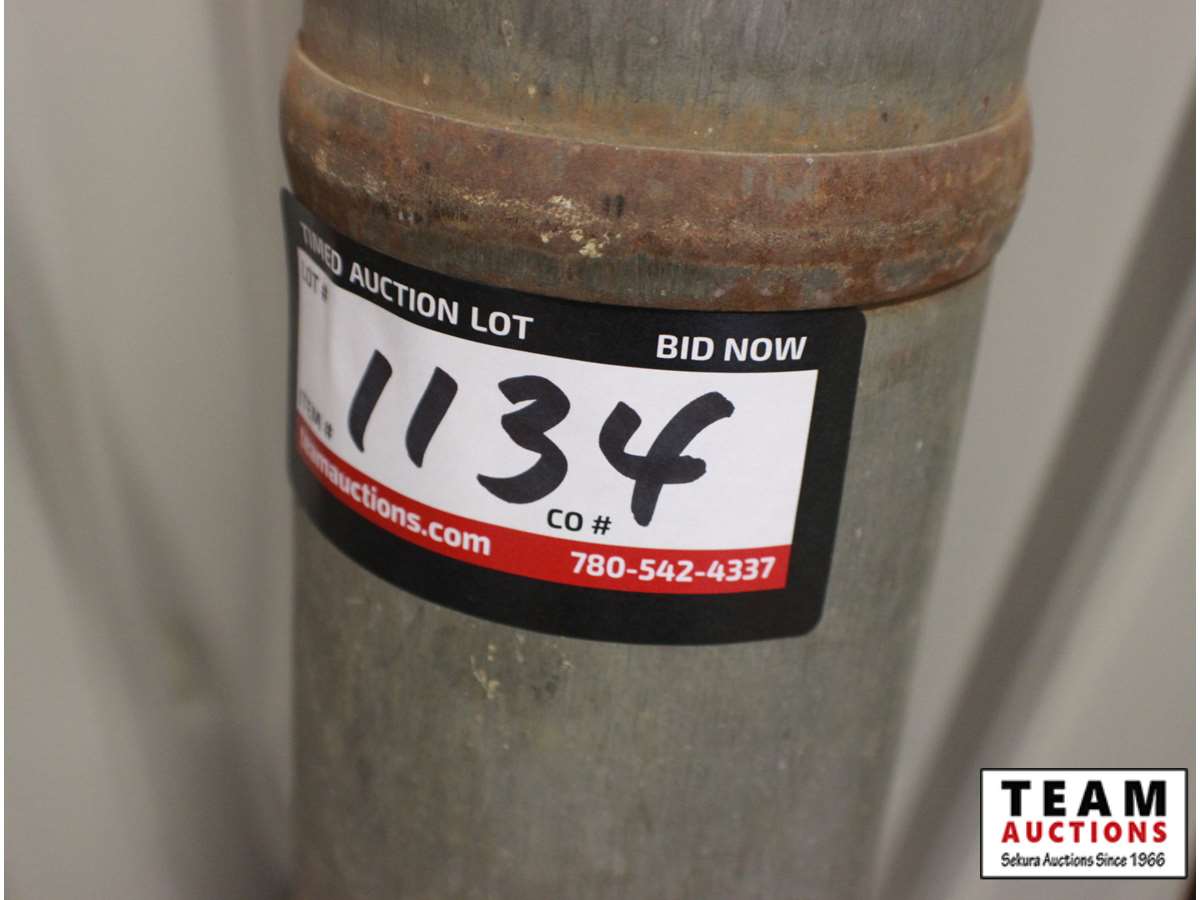 TIMED AUCTION LOT BID NOW
LOT #
1134
ITEM #
CO #
teamauctions.com 780-542-4337
TEAM
AUCTIONS
Sekura Auctions Since 1966